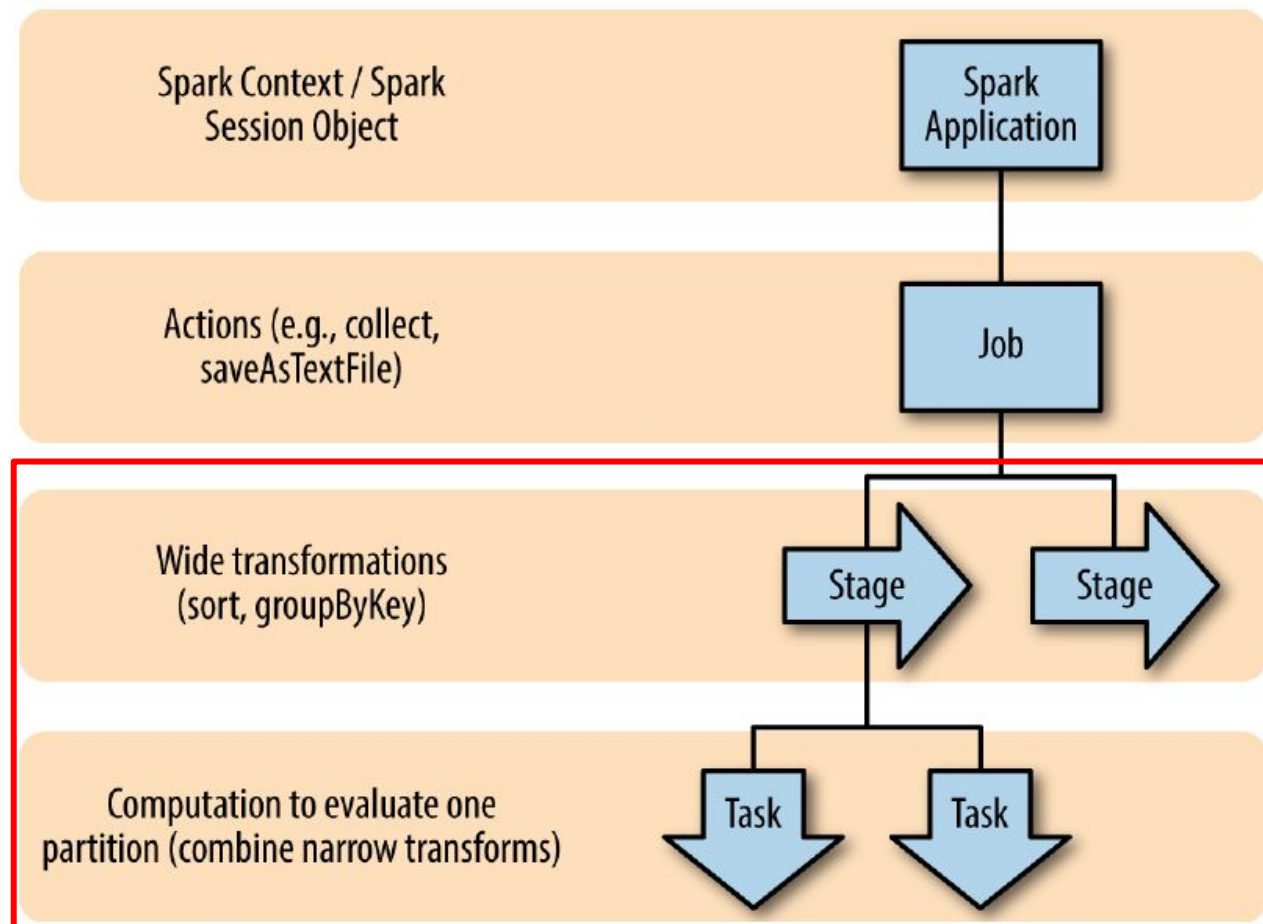 Spark Context / Spark
Session Object
Spark
Application
Actions (e.g., collect,
saveAsTextFile)
Job
Wide transformations
(sort, groupByKey)
Stage
Stage
Computation to evaluate one
partition (combine narrow transforms)
Task
Task